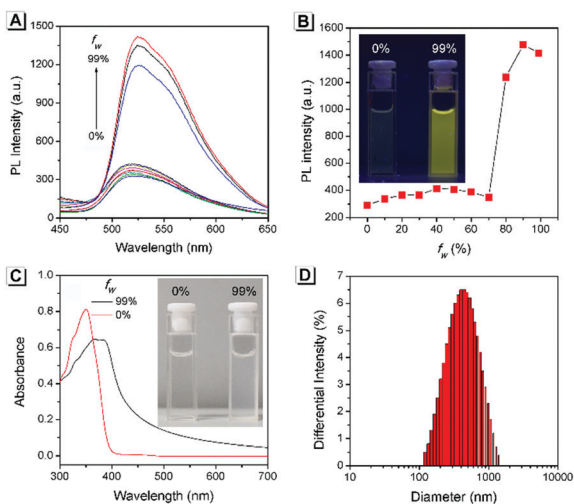 A
f_w
99%
0%
PL Intensity (a.u.)
1500
1200
900
600
300
0
450 500 550 600 650
Wavelength (nm)
B
0% 99%
PL intensity (a.u.)
1600
1400
1200
1000
800
600
400
200
0 20 40 60 80 100
f_w (%)
C
f_w
99%
0%
0% 99%
Absorbance
1.0
0.8
0.6
0.4
0.2
0.0
300 400 500 600 700
Wavelength (nm)
D
Differential Intensity (%)
7
6
5
4
3
2
1
0
10 100 1000 10000
Diameter (nm)